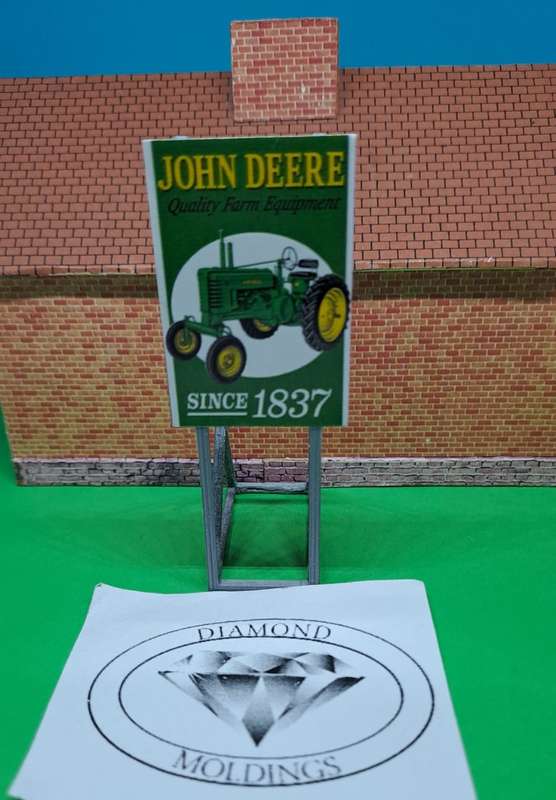 JOHN DEERE
Quality Farm Equipment
SINCE 1837
DIAMOND
MOLDINGS